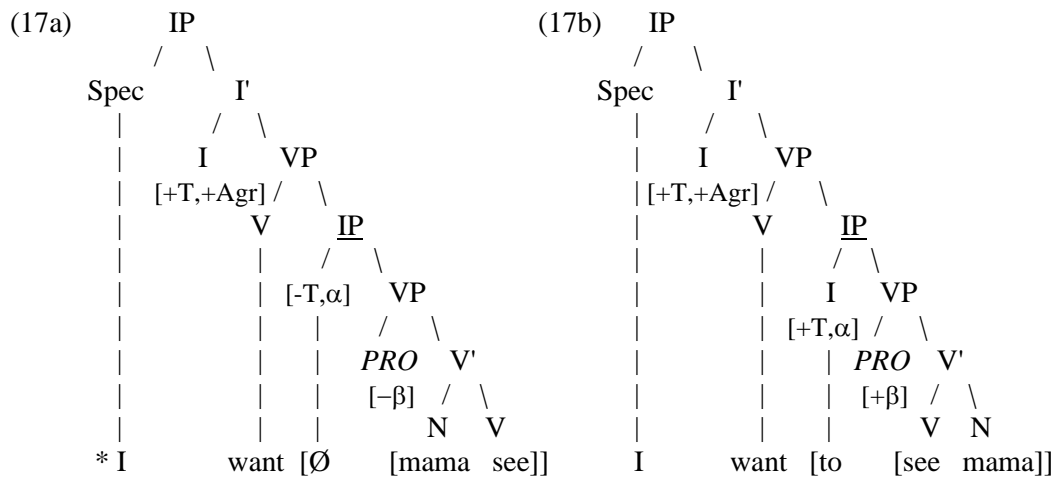 (17a) IP (17b) IP
Spec I' Spec I'
I VP I VP
[+T,+Agr] [+T,+Agr]
V IP V IP
[-T,α] VP I VP
[+T,α]
PRO V' PRO V'
[−β] [+β]
N V V N
* I want [Ø [mama see]] I want [to [see mama]]